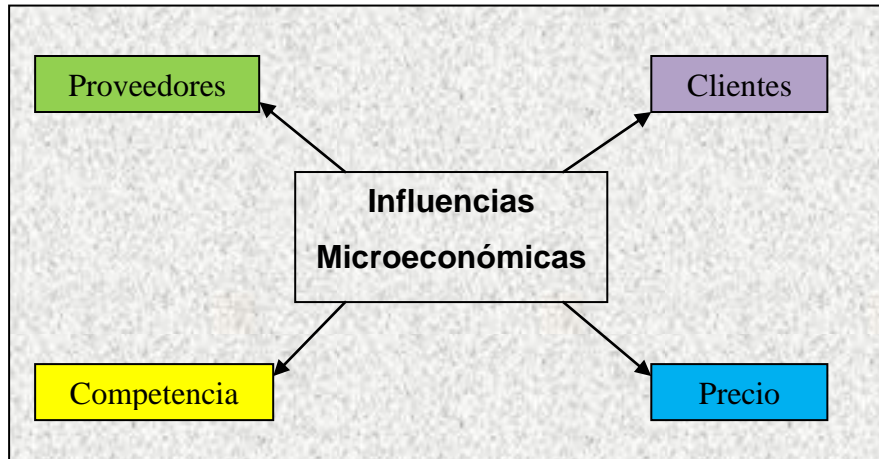 Proveedores
Clientes
Influencias
Microeconómicas
Competencia
Precio